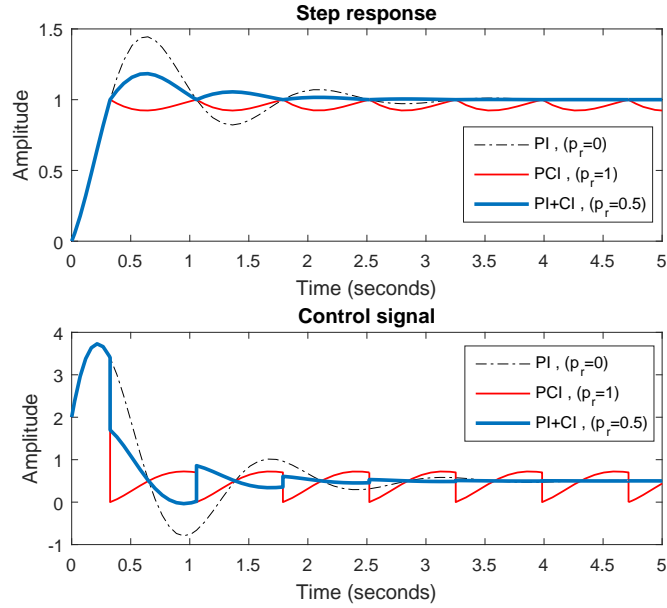 Step response
Amplitude
1.5
1
0.5
0
PI , (p_r=0)
PCI , (p_r=1)
PI+CI , (p_r=0.5)
0 0.5 1 1.5 2 2.5 3 3.5 4 4.5 5
Time (seconds)
Control signal
Amplitude
4
3
2
1
0
-1
PI , (p_r=0)
PCI , (p_r=1)
PI+CI , (p_r=0.5)
0 0.5 1 1.5 2 2.5 3 3.5 4 4.5 5
Time (seconds)